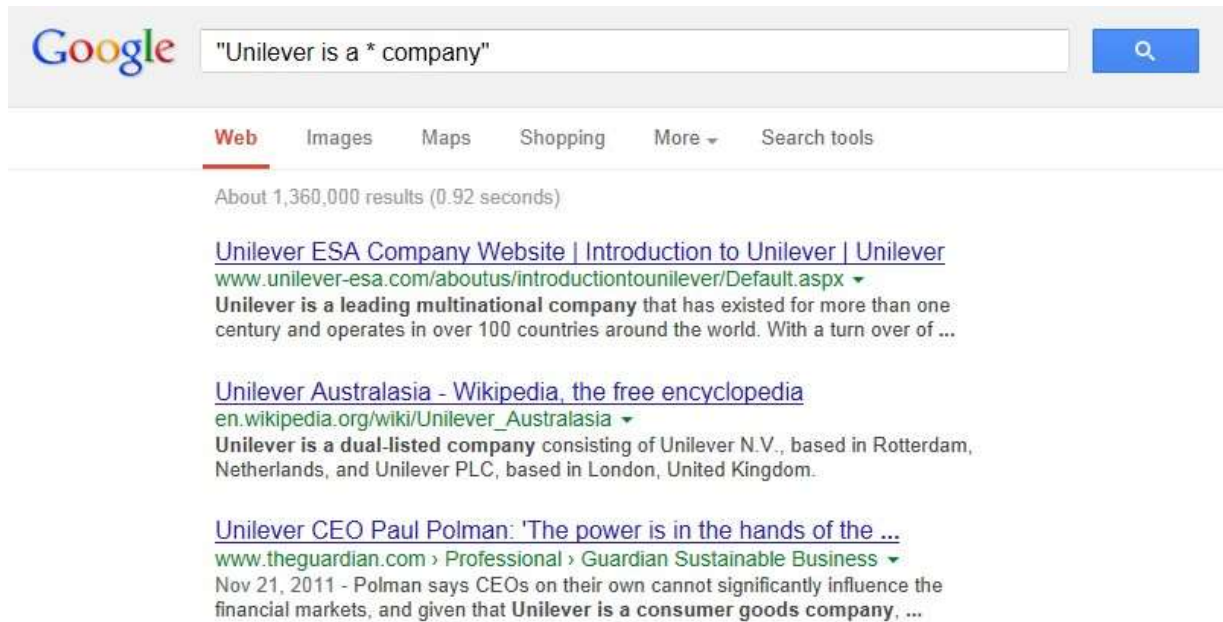 Google "Unilever is a * company"
Web Images Maps Shopping More Search tools
About 1,360,000 results (0.92 seconds)
Unilever ESA Company Website | Introduction to Unilever | Unilever
www.unilever-esa.com/aboutus/introductiontounilever/Default.aspx
Unilever is a leading multinational company that has existed for more than one
century and operates in over 100 countries around the world. With a turn over of ...
Unilever Australasia - Wikipedia, the free encyclopedia
en.wikipedia.org/wiki/Unilever_Australasia
Unilever is a dual-listed company consisting of Unilever N.V., based in Rotterdam,
Netherlands, and Unilever PLC, based in London, United Kingdom.
Unilever CEO Paul Polman: 'The power is in the hands of the ...
www.theguardian.com › Professional › Guardian Sustainable Business
Nov 21, 2011 - Polman says CEOs on their own cannot significantly influence the
financial markets, and given that Unilever is a consumer goods company, ...